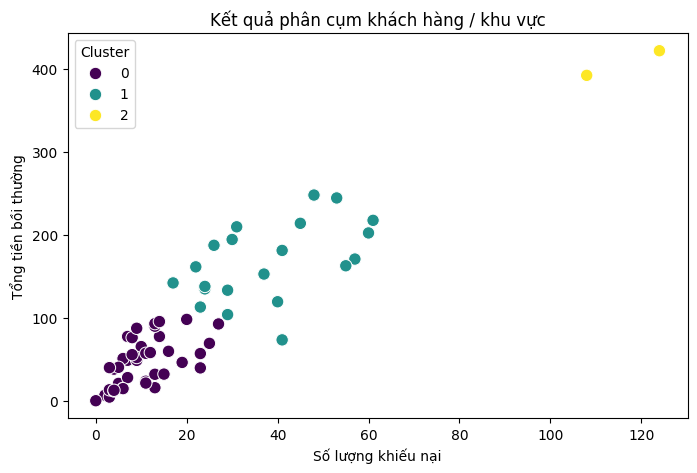 Kết quả phân cụm khách hàng / khu vực
Cluster
0
1
2
Tổng tiền bồi thường
400
300
200
100
0
0 20 40 60 80 100 120
Số lượng khiếu nại